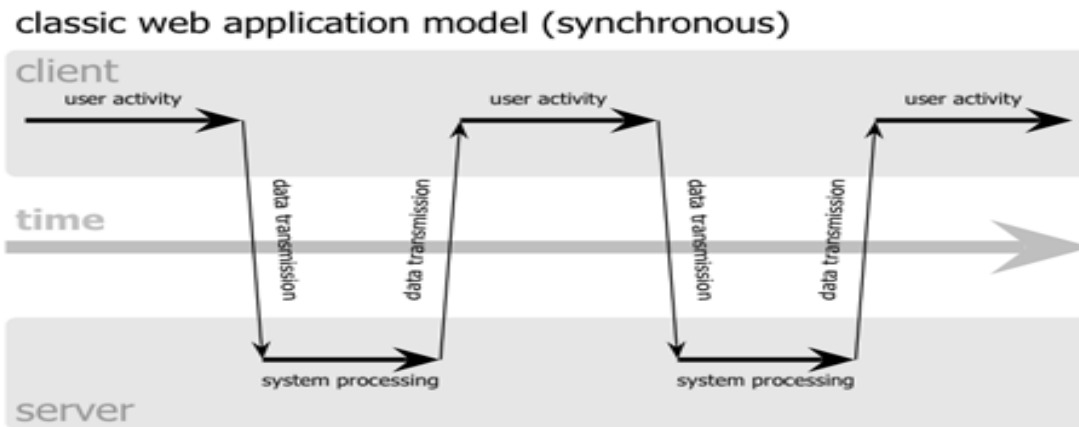 classic web application model (synchronous)
client
user activity
user activity
user activity
data transmission
data transmission
data transmission
data transmission
time
system processing
system processing
server